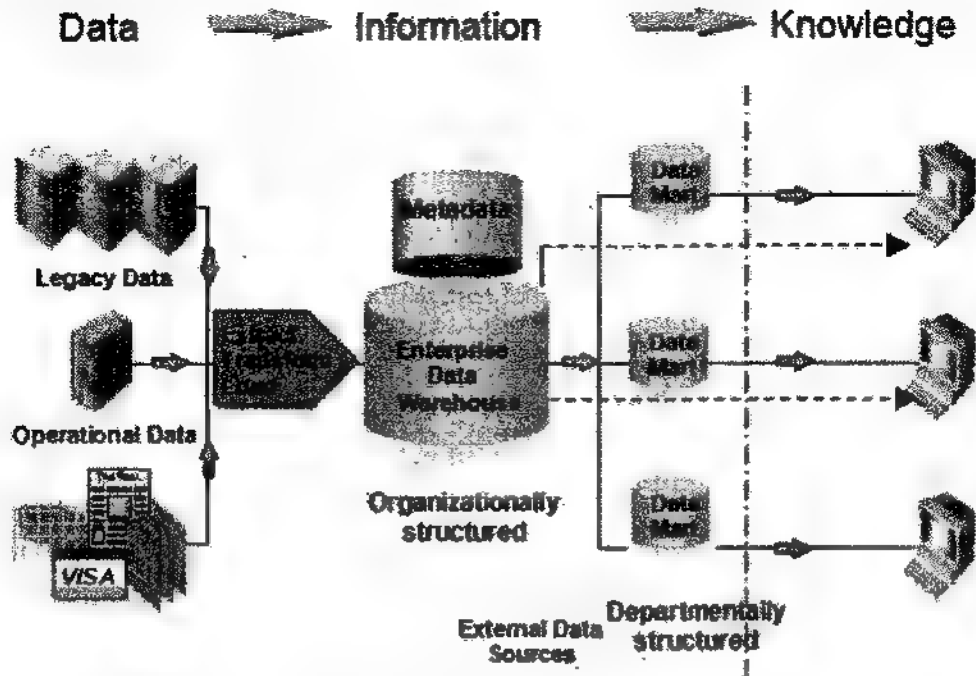 Data
Information
Knowledge
Legacy Data
Operational Data
VISA
Metadata
Enterprise
Data
Warehouse
Organizationally
structured
Data
Mart
Data
Mart
Data
Mart
Departmentally
structured
External Data
Sources